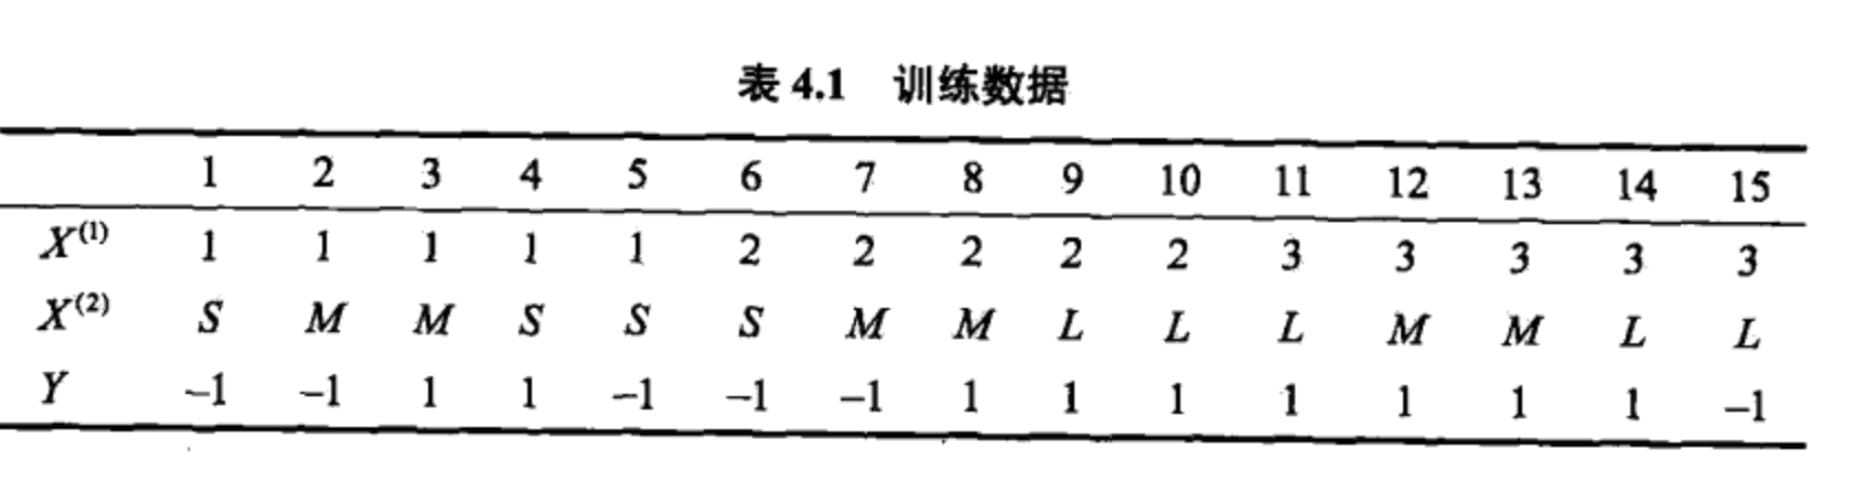 表 4.1 训练数据
1 2 3 4 5 6 7 8 9 10 11 12 13 14 15
X(1) 1 1 1 1 1 2 2 2 2 2 3 3 3 3 3
X(2) S M M S S S M M L L L M M L L
Y –1 –1 1 1 –1 –1 –1 1 1 1 1 1 1 1 –1